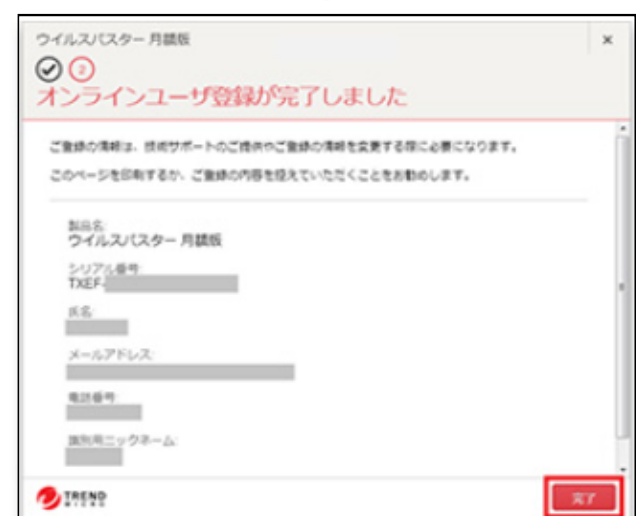 ウイルスバスター 月額版
×
2
オンラインユーザ登録が完了しました
ご登録の情報は、技術サポートのご提供やご登録の情報を変更する際に必要になります。
このページを印刷するか、ご登録の内容を控えていただくことをお勧めします。
製品名:
ウイルスバスター 月額版
シリアル番号:
TXEF-
氏名:
メールアドレス:
電話番号:
識別用ニックネーム:
TREND
MICRO
完了